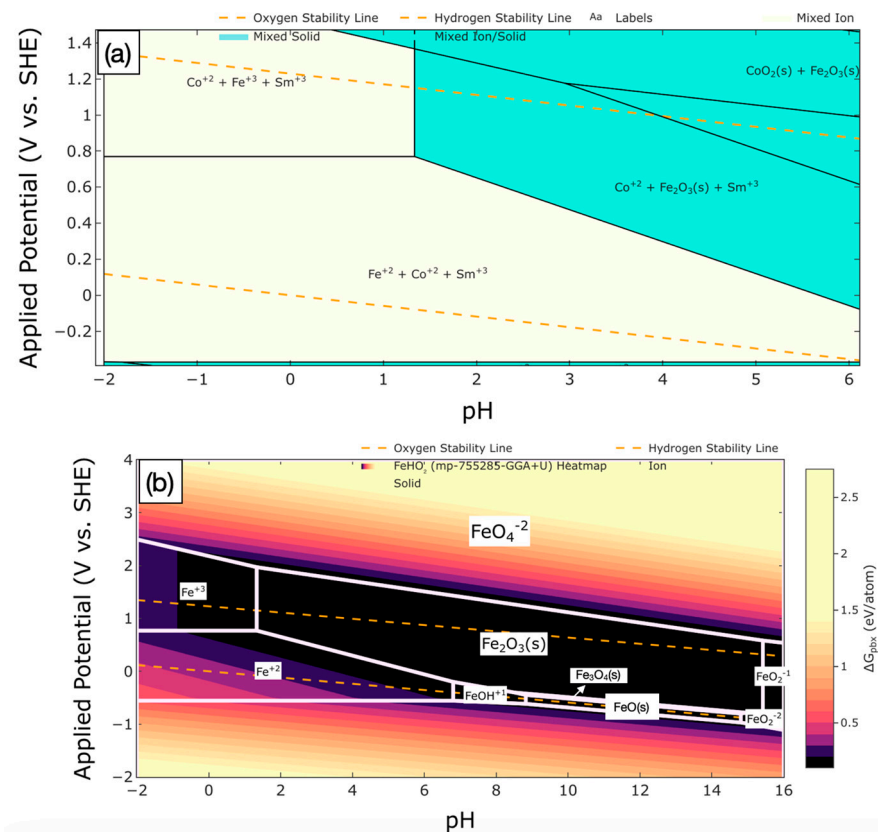 Oxygen Stability Line Hydrogen Stability Line Aa Labels Mixed Ion
Mixed Solid Mixed Ion/Solid
(a)
Applied Potential (V vs. SHE)
1.4
1.2
1
0.8
0.6
0.4
0.2
0
−0.2
Co⁺² + Fe⁺³ + Sm⁺³
CoO₂(s) + Fe₂O₃(s)
Co⁺² + Fe₂O₃(s) + Sm⁺³
Fe⁺² + Co⁺² + Sm⁺³
−2 −1 0 1 2 3 4 5 6
pH
Oxygen Stability Line Hydrogen Stability Line
FeHO₂ (mp-755285-GGA+U) Heatmap Ion
Solid
(b)
Applied Potential (V vs. SHE)
4
3
2
1
0
−1
−2
FeO₄⁻²
Fe⁺³
Fe₂O₃(s)
Fe⁺²
Fe₃O₄(s)
FeO₂⁻¹
FeOH⁺¹
FeO(s)
FeO₂⁻²
−2 0 2 4 6 8 10 12 14 16
pH
2.5
2
1.5
1
0.5
ΔG_pbx (eV/atom)